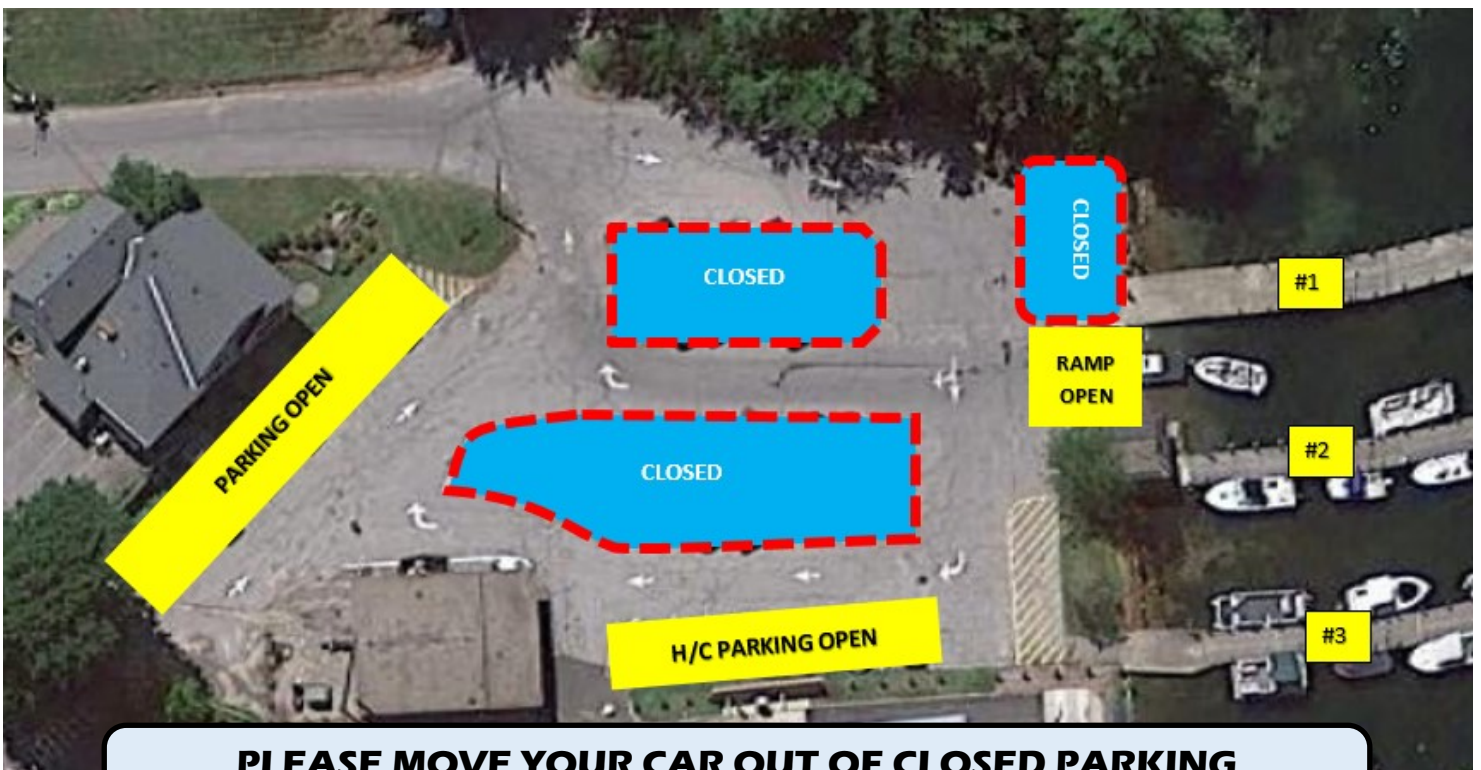 CLOSED
CLOSED
#1
RAMP
OPEN
PARKING OPEN
#2
CLOSED
#3
H/C PARKING OPEN
PLEASE MOVE YOUR CAR OUT OF CLOSED PARKING